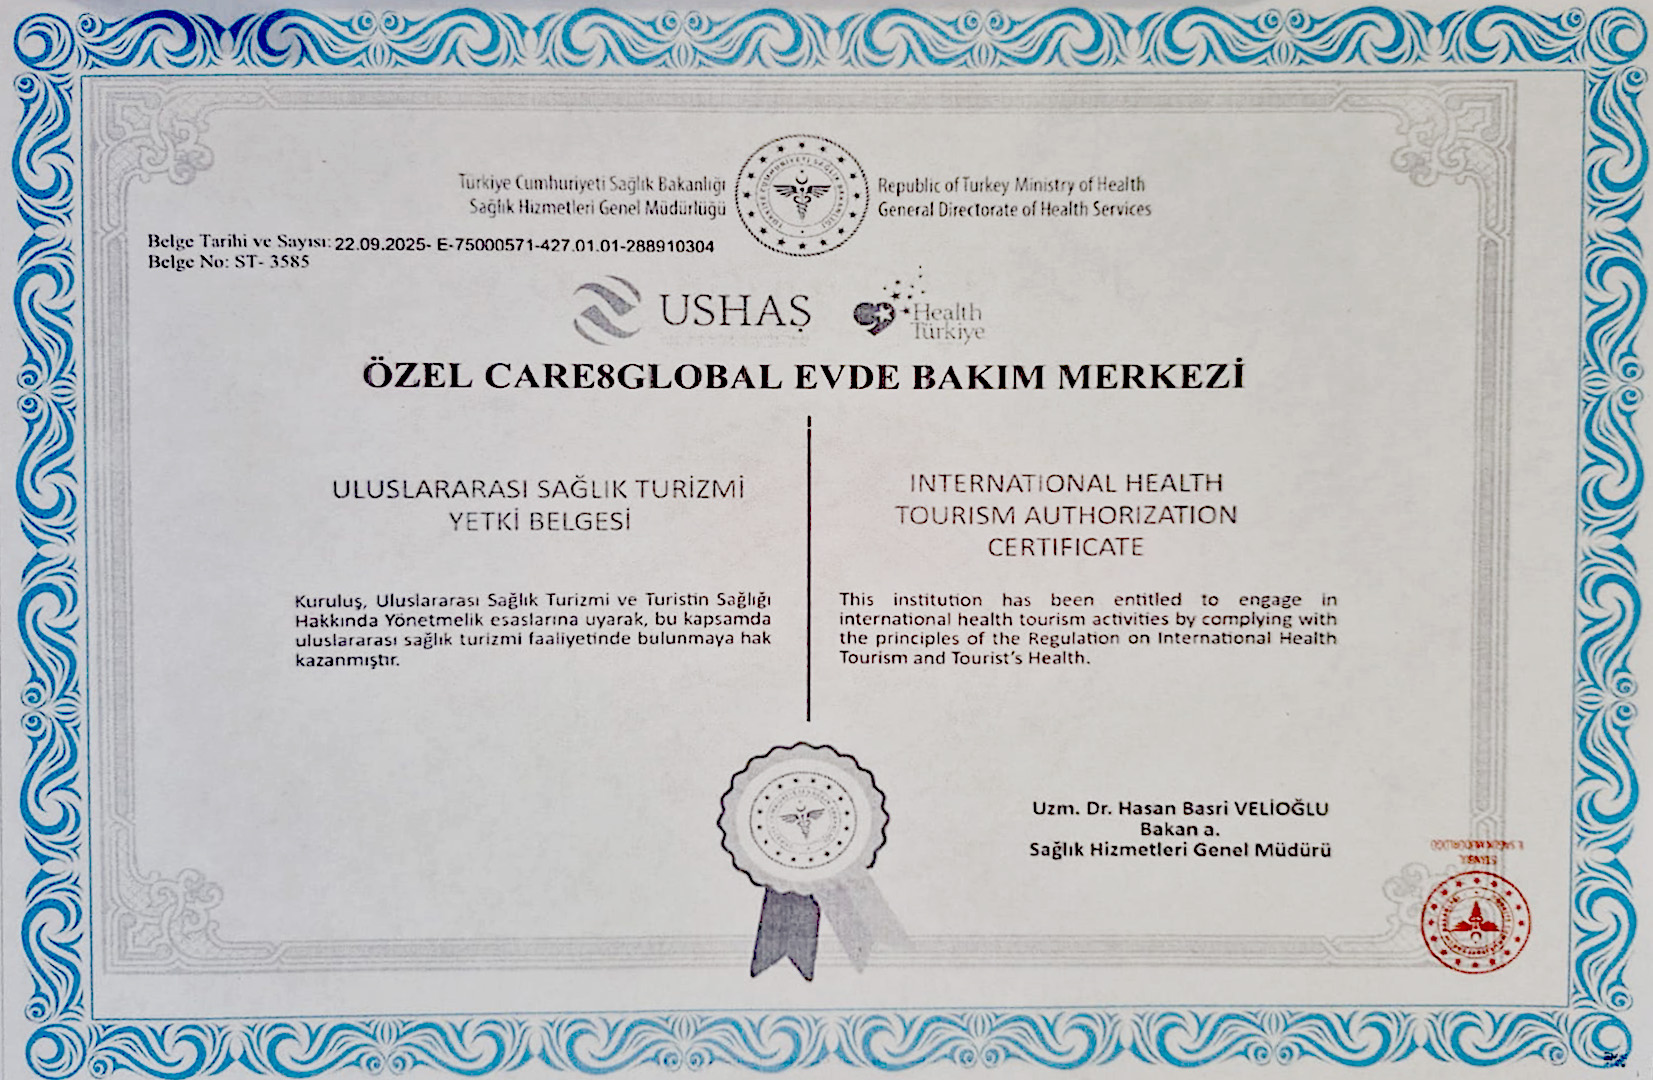 Türkiye Cumhuriyeti Sağlık Bakanlığı
Sağlık Hizmetleri Genel Müdürlüğü
Republic of Turkey Ministry of Health
General Directorate of Health Services
Belge Tarihi ve Sayısı: 22.09.2025- E-75000571-427.01.01-288910304
Belge No: ST- 3585
USHAŞ
Health
Türkiye
ÖZEL CARE8GLOBAL EVDE BAKIM MERKEZİ
ULUSLARARASI SAĞLIK TURİZMİ
YETKİ BELGESİ
Kuruluş, Uluslararası Sağlık Turizmi ve Turistin Sağlığı
Hakkında Yönetmelik esaslarına uyarak, bu kapsamda
uluslararası sağlık turizmi faaliyetinde bulunmaya hak
kazanmıştır.
INTERNATIONAL HEALTH
TOURISM AUTHORIZATION
CERTIFICATE
This institution has been entitled to engage in
international health tourism activities by complying with
the principles of the Regulation on International Health
Tourism and Tourist's Health.
Uzm. Dr. Hasan Basri VELİOĞLU
Bakan a.
Sağlık Hizmetleri Genel Müdürü